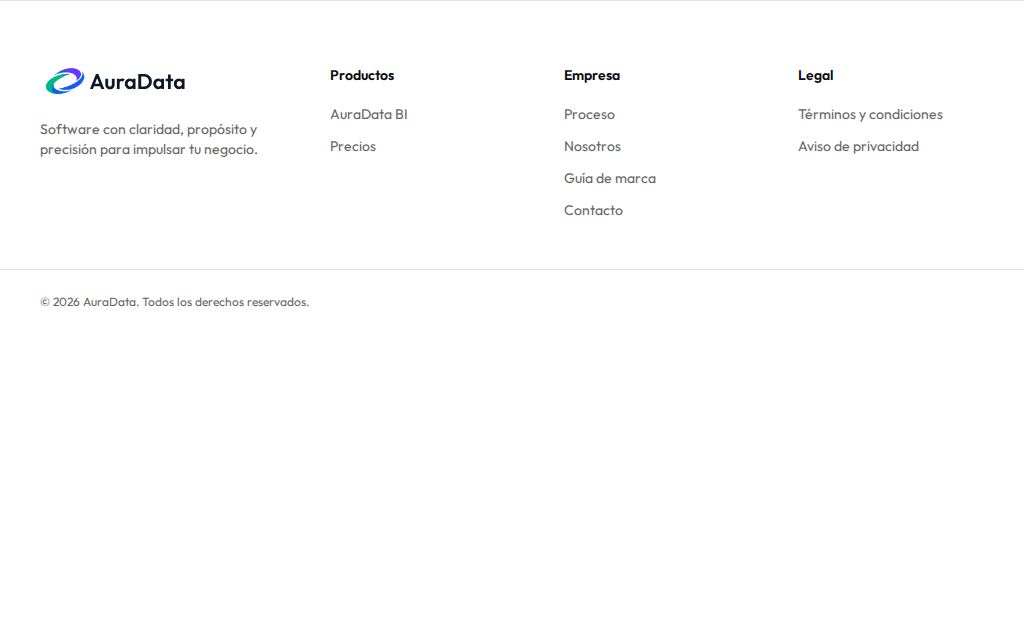 AuraData
Software con claridad, propósito y
precisión para impulsar tu negocio.
Productos
AuraData BI
Precios
Empresa
Proceso
Nosotros
Guía de marca
Contacto
Legal
Términos y condiciones
Aviso de privacidad
© 2026 AuraData. Todos los derechos reservados.